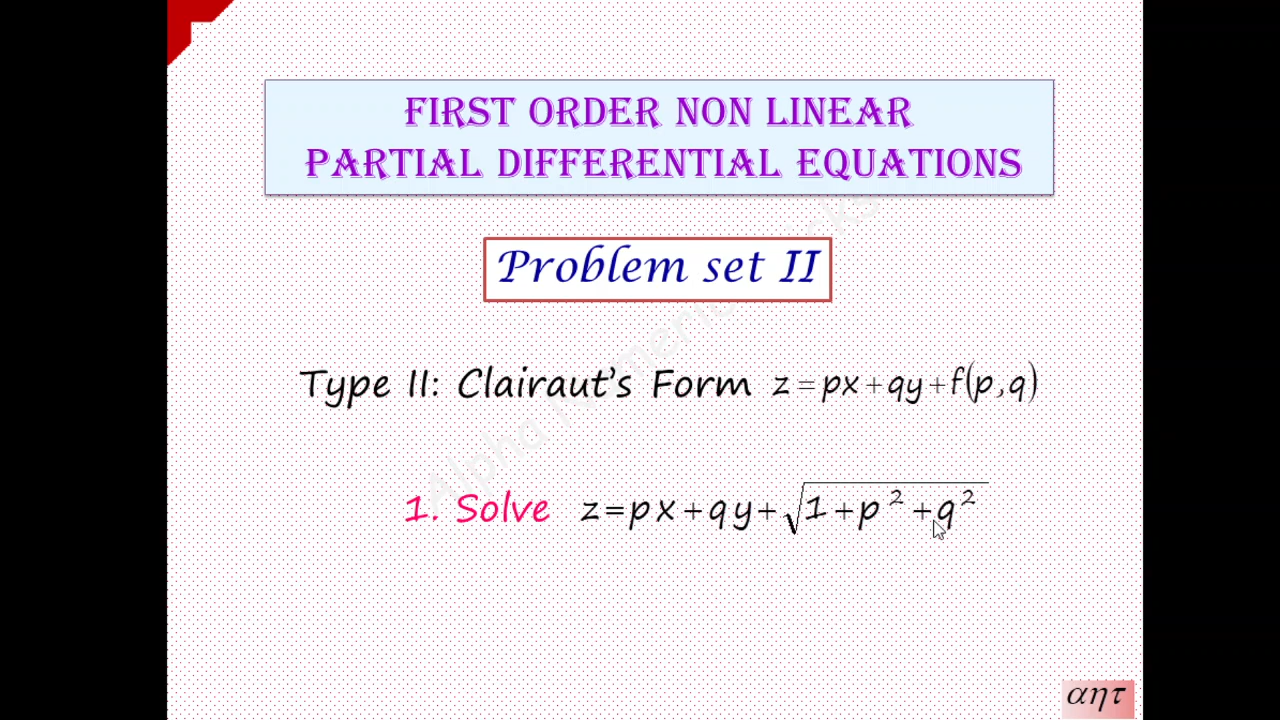 FIRST ORDER NON LINEAR
PARTIAL DIFFERENTIAL EQUATIONS
Problem set II
Type II: Clairaut's Form z = px + qy + f(p, q)
1. Solve z = px + qy + √(1 + p² + q²)
αητ